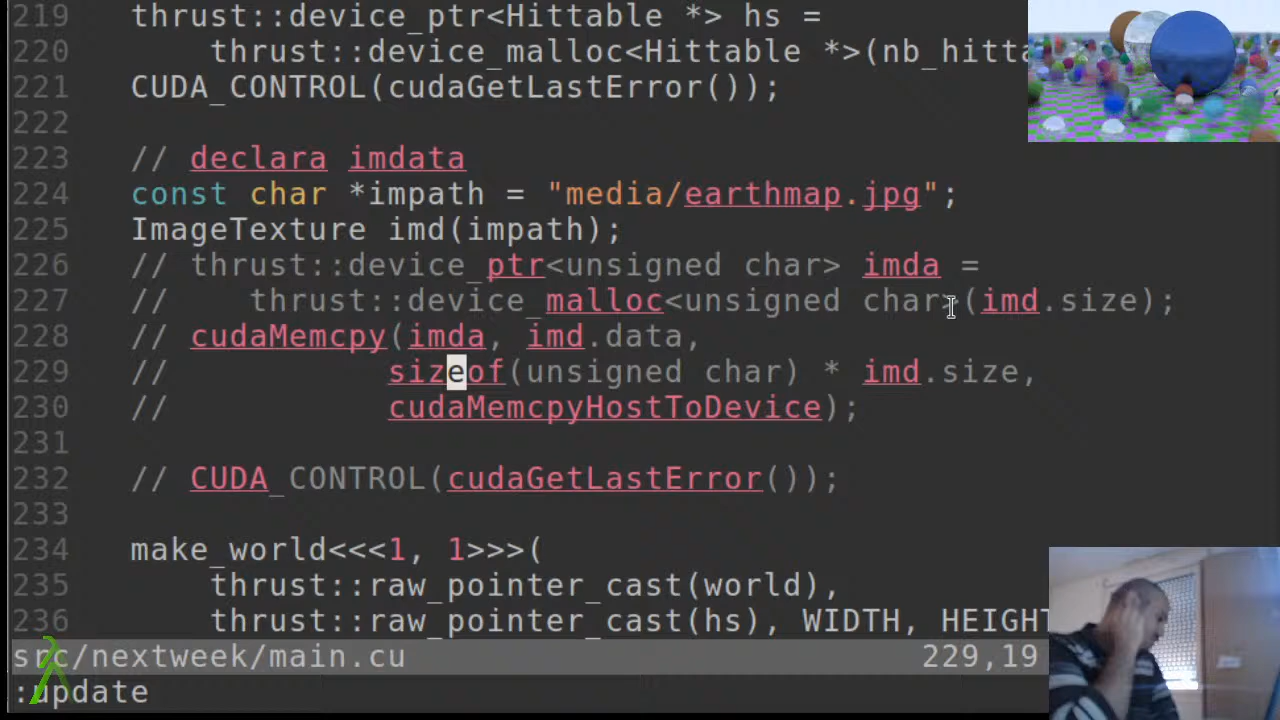 219 thrust::device_ptr<Hittable *> hs =
220 thrust::device_malloc<Hittable *>(nb_hitta
221 CUDA_CONTROL(cudaGetLastError());
222
223 // declara imdata
224 const char *impath = "media/earthmap.jpg";
225 ImageTexture imd(impath);
226 // thrust::device_ptr<unsigned char> imda =
227 // thrust::device_malloc<unsigned char>(imd.size);
228 // cudaMemcpy(imda, imd.data,
229 // sizeof(unsigned char) * imd.size,
230 // cudaMemcpyHostToDevice);
231
232 // CUDA_CONTROL(cudaGetLastError());
233
234 make_world<<<1, 1>>>(
235 thrust::raw_pointer_cast(world),
236 thrust::raw_pointer_cast(hs), WIDTH, HEIGHT
src/nextweek/main.cu 229,19
:update